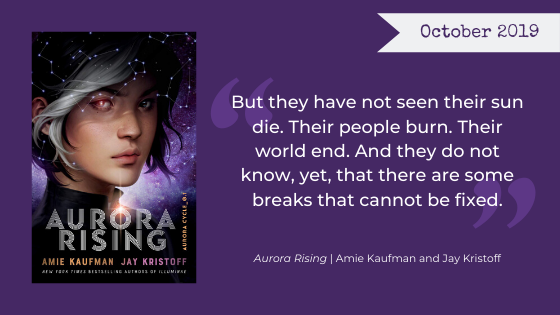 October 2019
“
But they have not seen their sun
die. Their people burn. Their
world end. And they do not
know, yet, that there are some
breaks that cannot be fixed.
”
Aurora Rising | Amie Kaufman and Jay Kristoff
AURORA
RISING
AURORA CYCLE_01
AMIE KAUFMAN JAY KRISTOFF
NEW YORK TIMES BESTSELLING AUTHORS OF ILLUMINAE